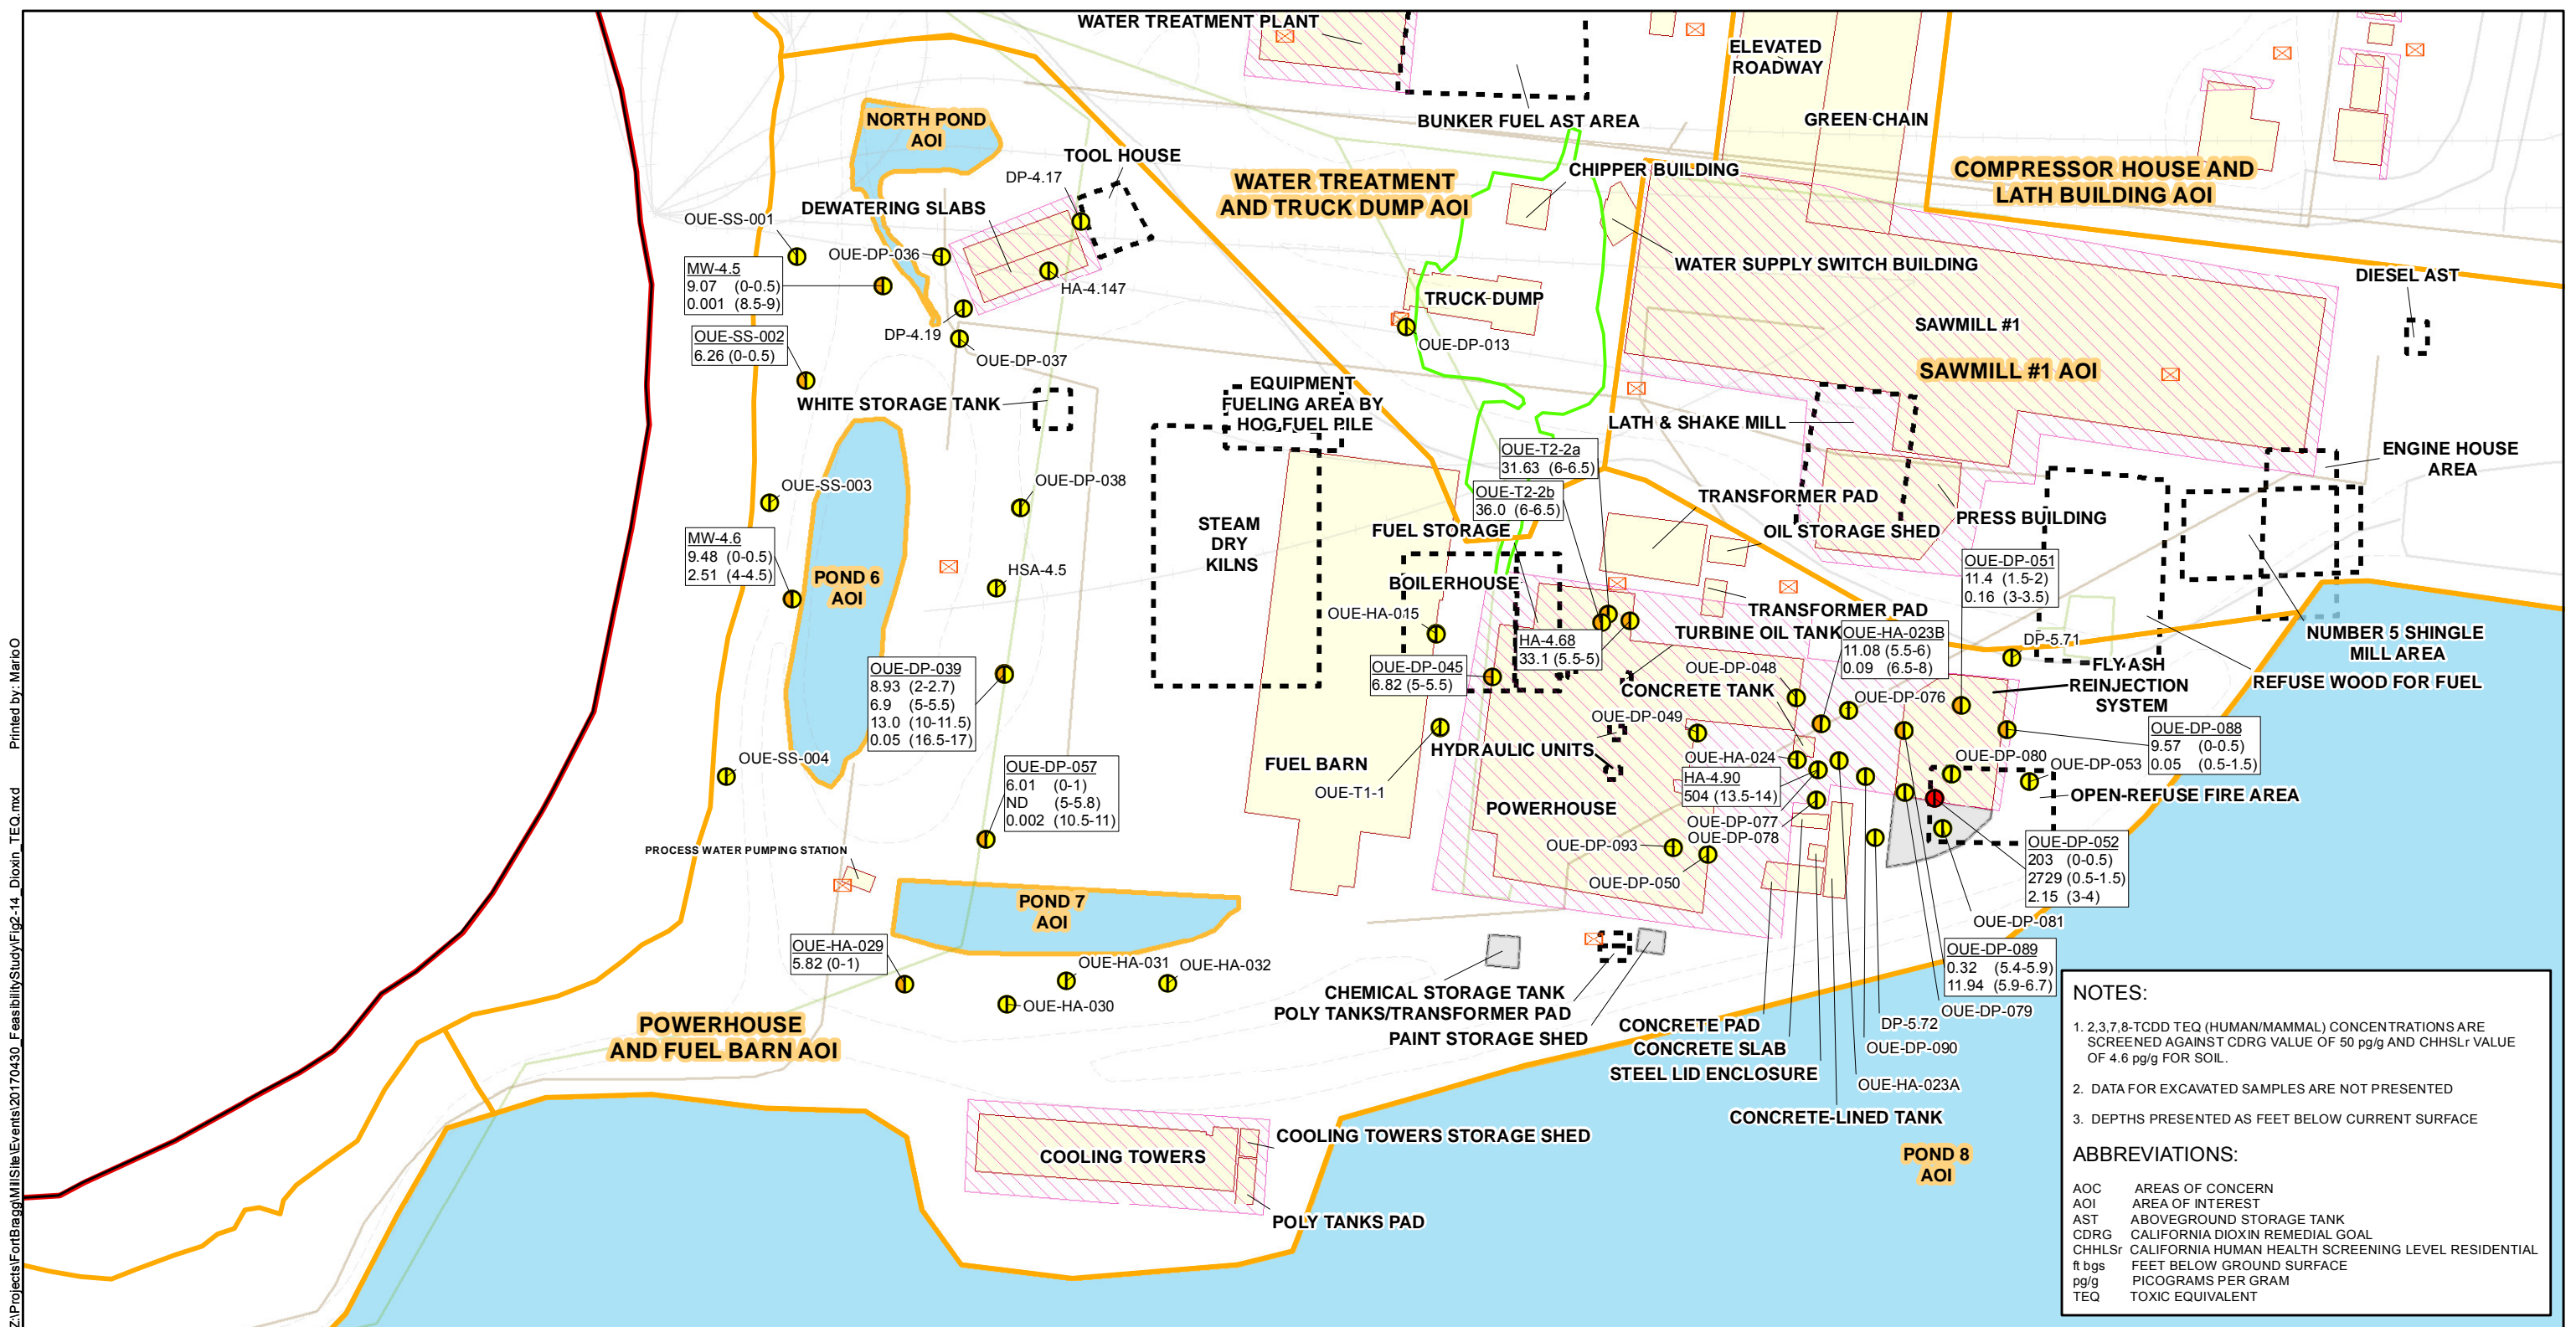 WATER TREATMENT PLANT
ELEVATED
ROADWAY
BUNKER FUEL AST AREA
GREEN CHAIN
NORTH POND
AOI
TOOL HOUSE
DP-4.17
CHIPPER BUILDING
WATER TREATMENT
AND TRUCK DUMP AOI
COMPRESSOR HOUSE AND
LATH BUILDING AOI
DEWATERING SLABS
OUE-SS-001
OUE-DP-036
MW-4.5
9.07 (0-0.5)
0.001 (8.5-9)
HA-4.147
WATER SUPPLY SWITCH BUILDING
DIESEL AST
TRUCK DUMP
SAWMILL #1
OUE-SS-002
6.26 (0-0.5)
DP-4.19
OUE-DP-037
OUE-DP-013
SAWMILL #1 AOI
WHITE STORAGE TANK
EQUIPMENT
FUELING AREA BY
HOG FUEL PILE
LATH & SHAKE MILL
ENGINE HOUSE
AREA
OUE-T2-2a
31.63 (6-6.5)
OUE-T2-2b
36.0 (6-6.5)
OUE-SS-003
OUE-DP-038
TRANSFORMER PAD
PRESS BUILDING
STEAM
DRY
KILNS
FUEL STORAGE
OIL STORAGE SHED
MW-4.6
9.48 (0-0.5)
2.51 (4-4.5)
POND 6
AOI
HSA-4.5
BOILERHOUSE
OUE-DP-051
11.4 (1.5-2)
0.16 (3-3.5)
OUE-HA-015
TRANSFORMER PAD
TURBINE OIL TANK
HA-4.68
33.1 (5.5-5)
OUE-HA-023B
11.08 (5.5-6)
0.09 (6.5-8)
DP-5.71
NUMBER 5 SHINGLE
MILL AREA
OUE-DP-039
8.93 (2-2.7)
6.9 (5-5.5)
13.0 (10-11.5)
0.05 (16.5-17)
OUE-DP-045
6.82 (5-5.5)
OUE-DP-048
CONCRETE TANK
OUE-DP-076
FLY ASH
REINJECTION
SYSTEM
REFUSE WOOD FOR FUEL
OUE-DP-049
OUE-DP-088
9.57 (0-0.5)
0.05 (0.5-1.5)
HYDRAULIC UNITS
OUE-SS-004
OUE-DP-057
6.01 (0-1)
ND (5-5.8)
0.002 (10.5-11)
FUEL BARN
OUE-T1-1
OUE-HA-024
HA-4.90
504 (13.5-14)
OUE-DP-080
OUE-DP-053
OPEN-REFUSE FIRE AREA
POWERHOUSE
OUE-DP-077
OUE-DP-078
OUE-DP-093
OUE-DP-050
PROCESS WATER PUMPING STATION
OUE-DP-052
203 (0-0.5)
2729 (0.5-1.5)
2.15 (3-4)
POND 7
AOI
OUE-DP-081
OUE-HA-029
5.82 (0-1)
OUE-HA-031
OUE-HA-032
OUE-HA-030
OUE-DP-089
0.32 (5.4-5.9)
11.94 (5.9-6.7)
CHEMICAL STORAGE TANK
POLY TANKS/TRANSFORMER PAD
PAINT STORAGE SHED
OUE-DP-079
DP-5.72
OUE-DP-090
OUE-HA-023A
POWERHOUSE
AND FUEL BARN AOI
CONCRETE PAD
CONCRETE SLAB
STEEL LID ENCLOSURE
CONCRETE-LINED TANK
COOLING TOWERS STORAGE SHED
COOLING TOWERS
POLY TANKS PAD
POND 8
AOI
NOTES:
1. 2,3,7,8-TCDD TEQ (HUMAN/MAMMAL) CONCENTRATIONS ARE
SCREENED AGAINST CDRG VALUE OF 50 pg/g AND CHHSLr VALUE
OF 4.6 pg/g FOR SOIL.
2. DATA FOR EXCAVATED SAMPLES ARE NOT PRESENTED
3. DEPTHS PRESENTED AS FEET BELOW CURRENT SURFACE
ABBREVIATIONS:
AOC AREAS OF CONCERN
AOI AREA OF INTEREST
AST ABOVEGROUND STORAGE TANK
CDRG CALIFORNIA DIOXIN REMEDIAL GOAL
CHHLSr CALIFORNIA HUMAN HEALTH SCREENING LEVEL RESIDENTIAL
ft bgs FEET BELOW GROUND SURFACE
pg/g PICOGRAMS PER GRAM
TEQ TOXIC EQUIVALENT
Z:\Projects\FortBragg\MillSite\Events\20170430_FeasibilityStudy\Fig2-14_Dioxin_TEQ.mxd Printed by: MarioO